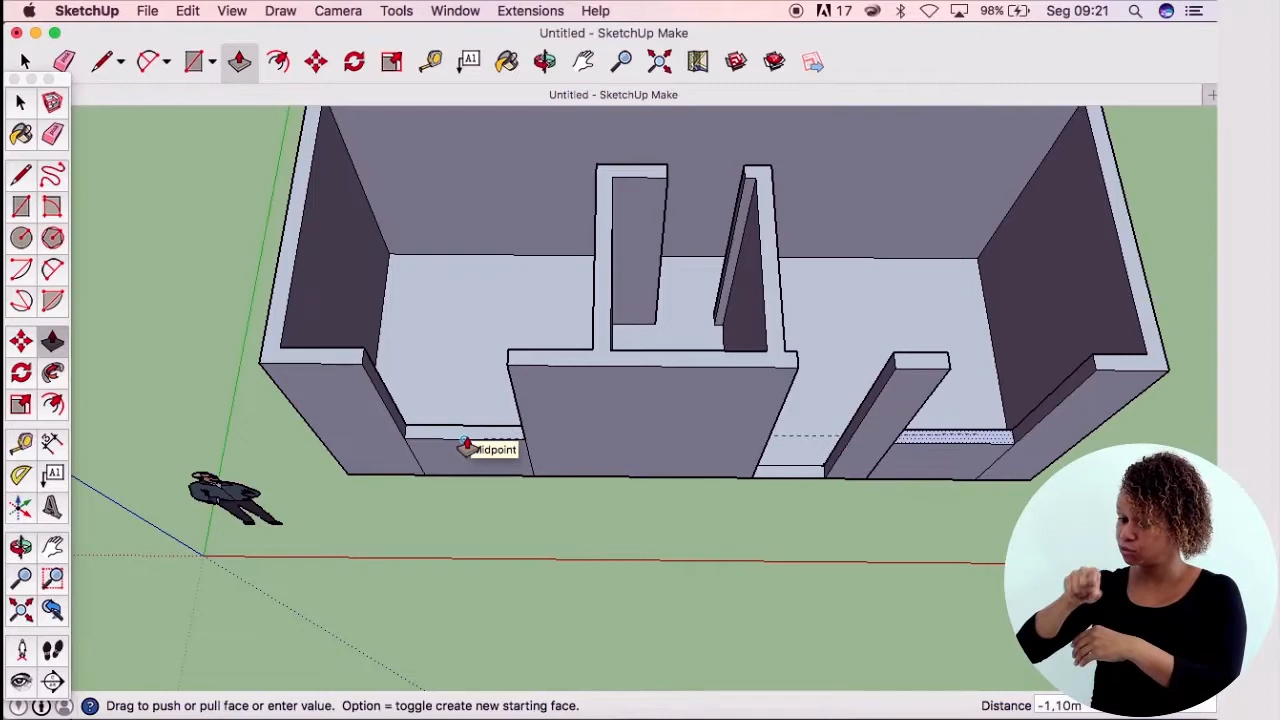 SketchUp File Edit View Draw Camera Tools Window Extensions Help 17 98% Seg 09:21
Untitled - SketchUp Make
A1
Untitled - SketchUp Make
A1
Midpoint
Drag to push or pull face or enter value. Option = toggle create new starting face. Distance -1,10m